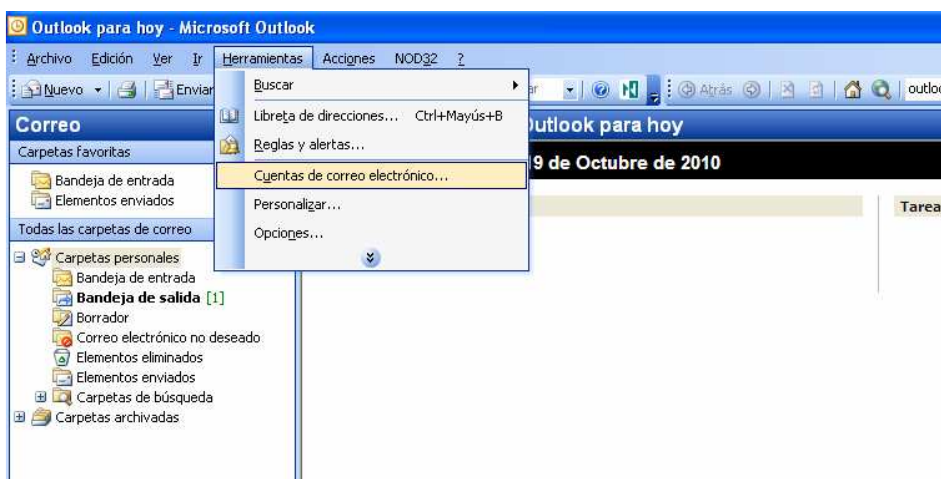 Outlook para hoy - Microsoft Outlook
Archivo Edición Ver Ir Herramientas Acciones NOD32 ?
Nuevo Enviar Atrás outloo
Buscar
Libreta de direcciones... Ctrl+Mayús+B
Reglas y alertas...
Cuentas de correo electrónico...
Personalizar...
Opciones...
Correo
Outlook para hoy
Carpetas favoritas
9 de Octubre de 2010
Bandeja de entrada
Elementos enviados
Tarea
Todas las carpetas de correo
Carpetas personales
Bandeja de entrada
Bandeja de salida [1]
Borrador
Correo electrónico no deseado
Elementos eliminados
Elementos enviados
Carpetas de búsqueda
Carpetas archivadas